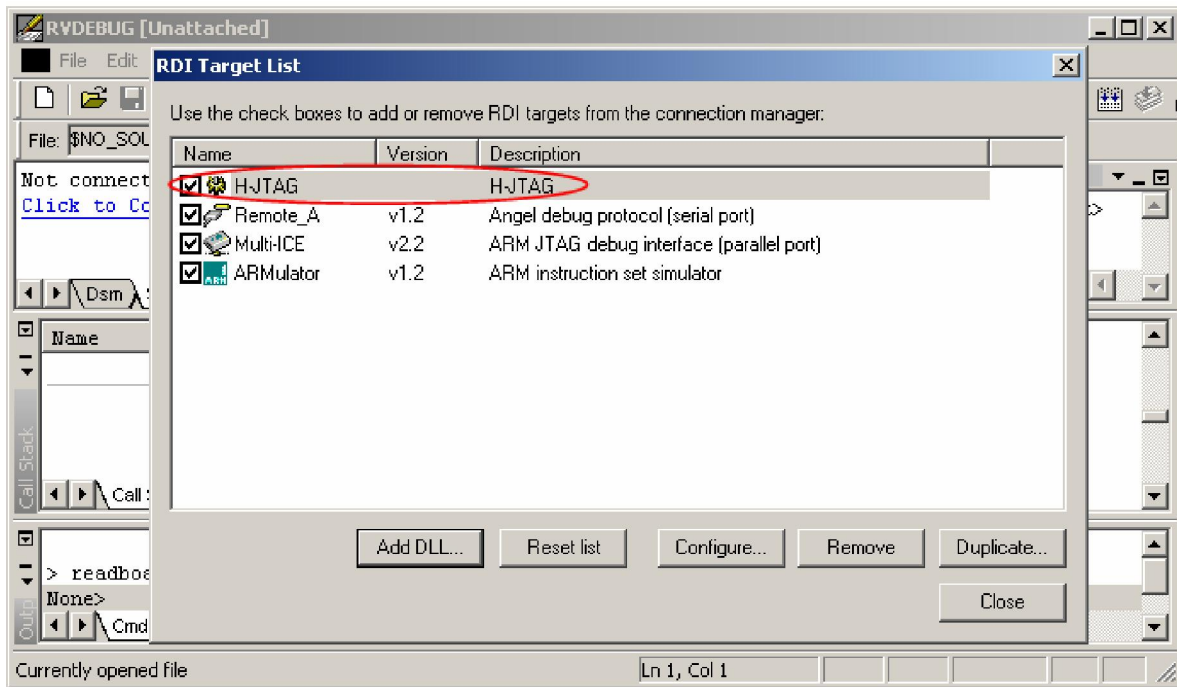 RVDEBUG [Unattached]
File Edit
RDI Target List
Use the check boxes to add or remove RDI targets from the connection manager:
File: $NO_SOU
Name Version Description
H-JTAG H-JTAG
Remote_A v1.2 Angel debug protocol (serial port)
Multi-ICE v2.2 ARM JTAG debug interface (parallel port)
ARMulator v1.2 ARM instruction set simulator
Not connect
Click to Co
Dsm
Name
Call Stack
Call
Add DLL... Reset list Configure... Remove Duplicate...
Close
> readboa
None>
Outp
Cmd
Currently opened file Ln 1, Col 1